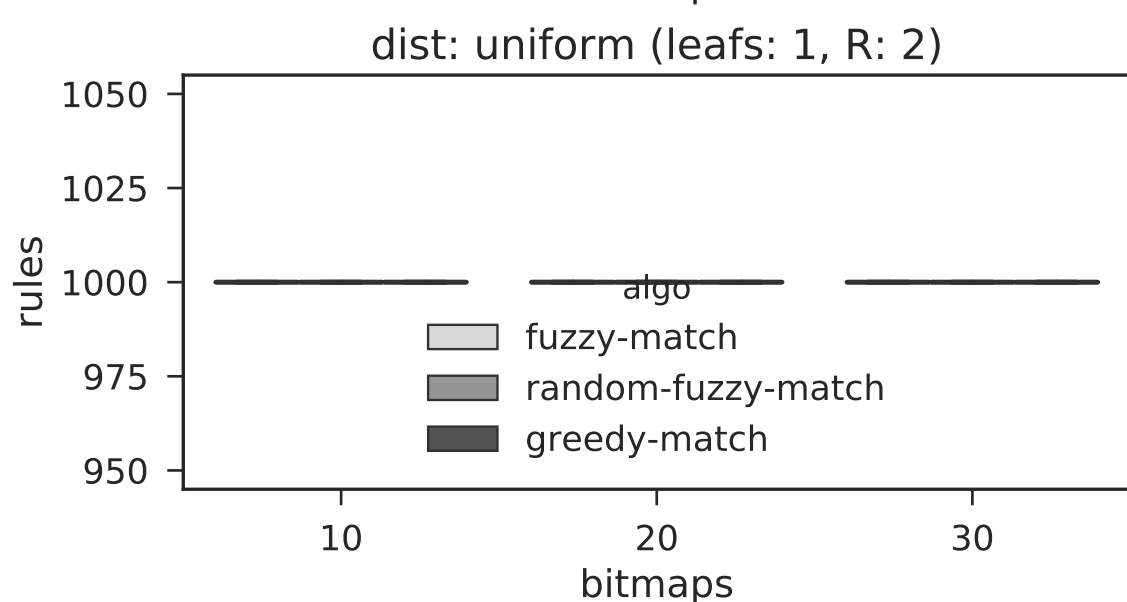 dist: uniform (leafs: 1, R: 2)
1050
1025
1000
975
950
rules
algo
fuzzy-match
random-fuzzy-match
greedy-match
10 20 30
bitmaps